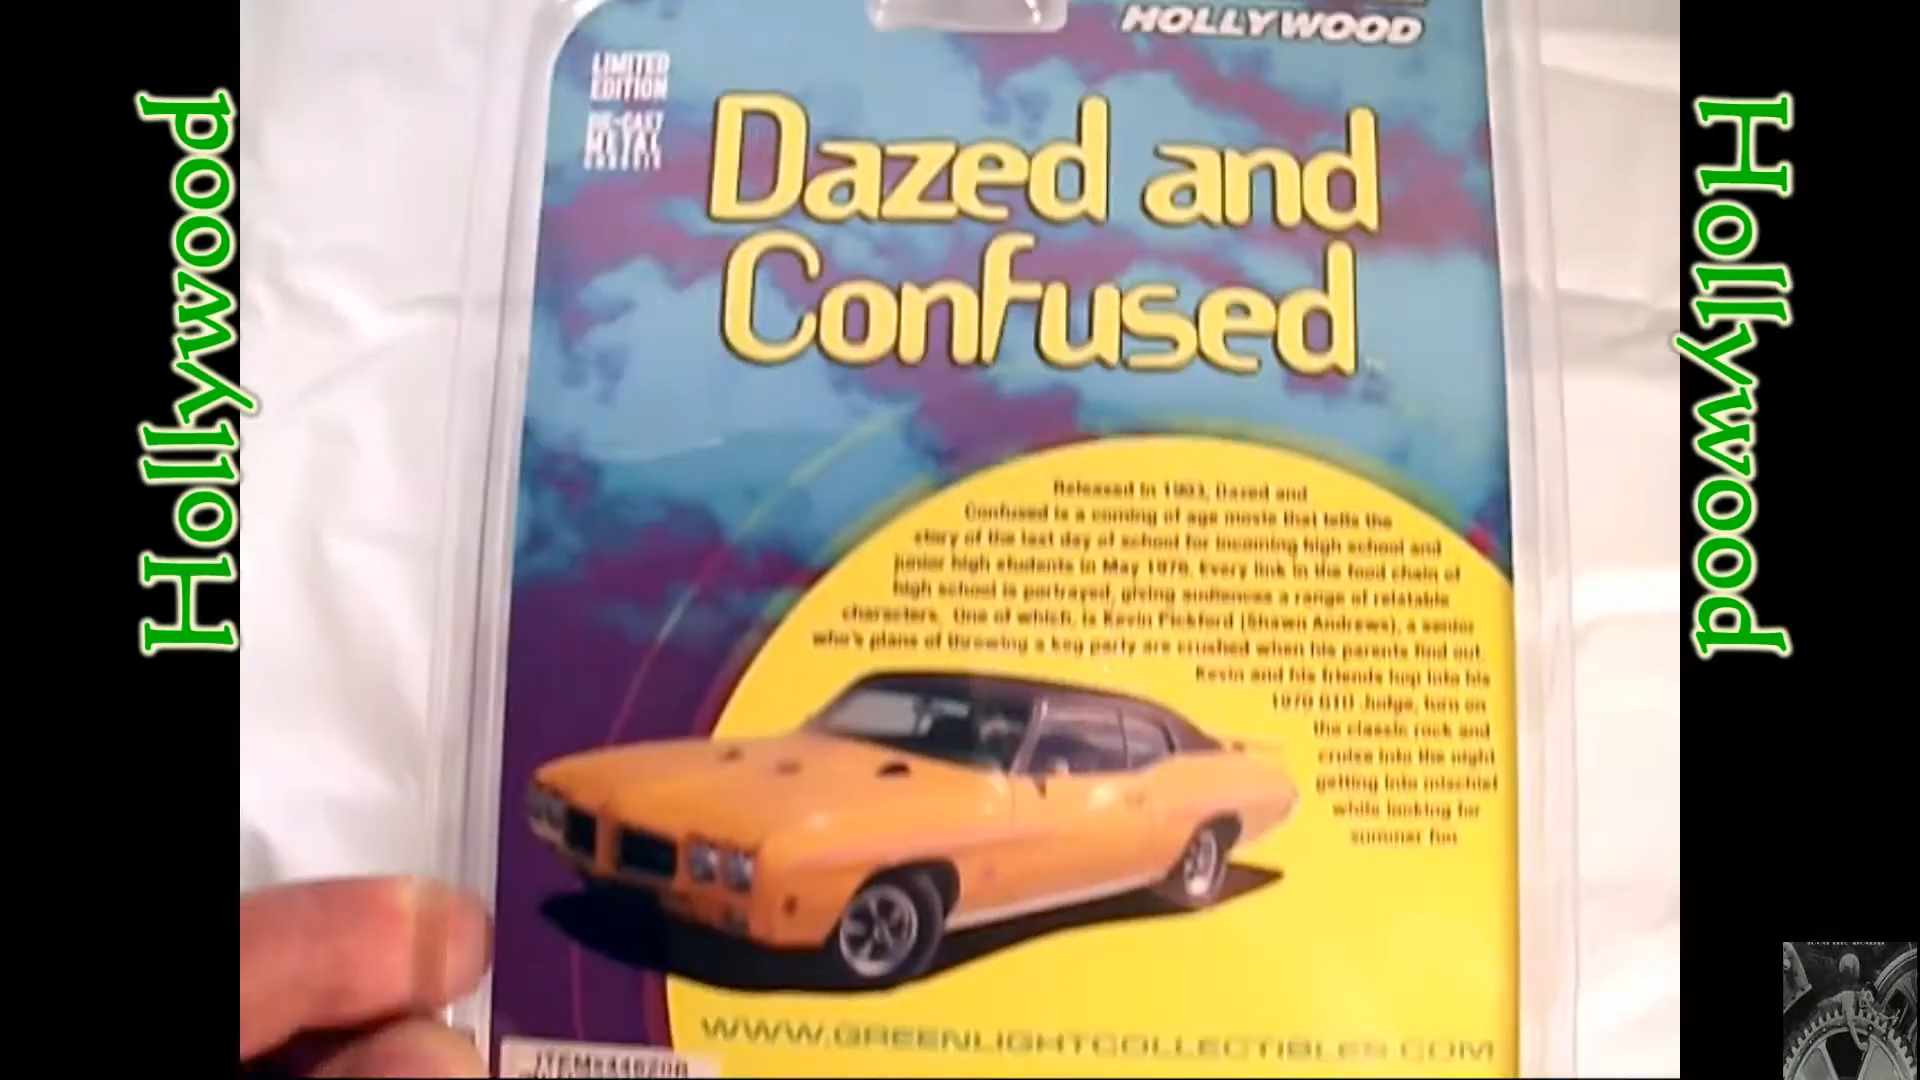 HOLLYWOOD
LIMITED
EDITION
DIE-CAST
METAL
Dazed and
Confused
Released in 1993, Dazed and
Confused is a coming of age movie that tells the
story of the last day of school for incoming high school and
junior high students in May 1976. Every link in the food chain of
high school is portrayed, giving audiences a range of relatable
characters. One of which, is Kevin Pickford (Shawn Andrews), a senior
who's plans of throwing a keg party are crushed when his parents find out.
Kevin and his friends hop into his
1970 GTO Judge, turn on
the classic rock and
cruise into the night
getting into mischief
while looking for
summer fun
WWW.GREENLIGHTCOLLECTIBLES.COM
Hollywood
Hollywood